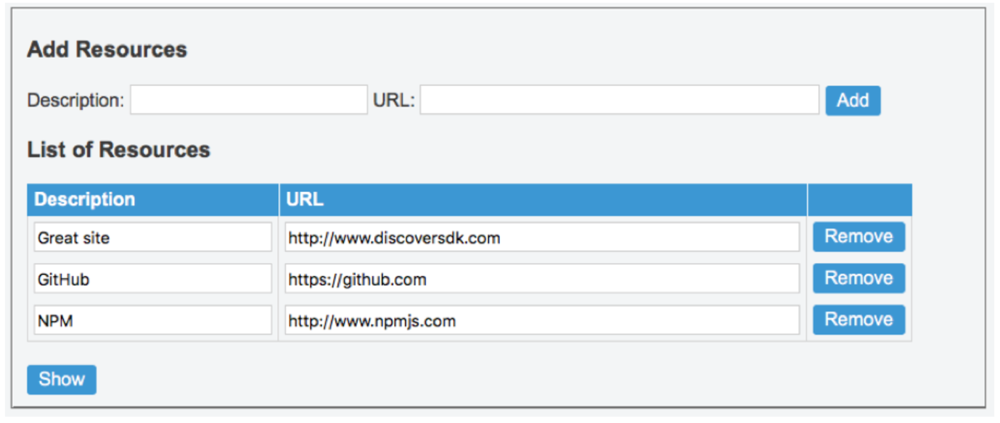 Add Resources
Description: URL: Add
List of Resources
Description URL
Great site http://www.discoversdk.com Remove
GitHub https://github.com Remove
NPM http://www.npmjs.com Remove
Show